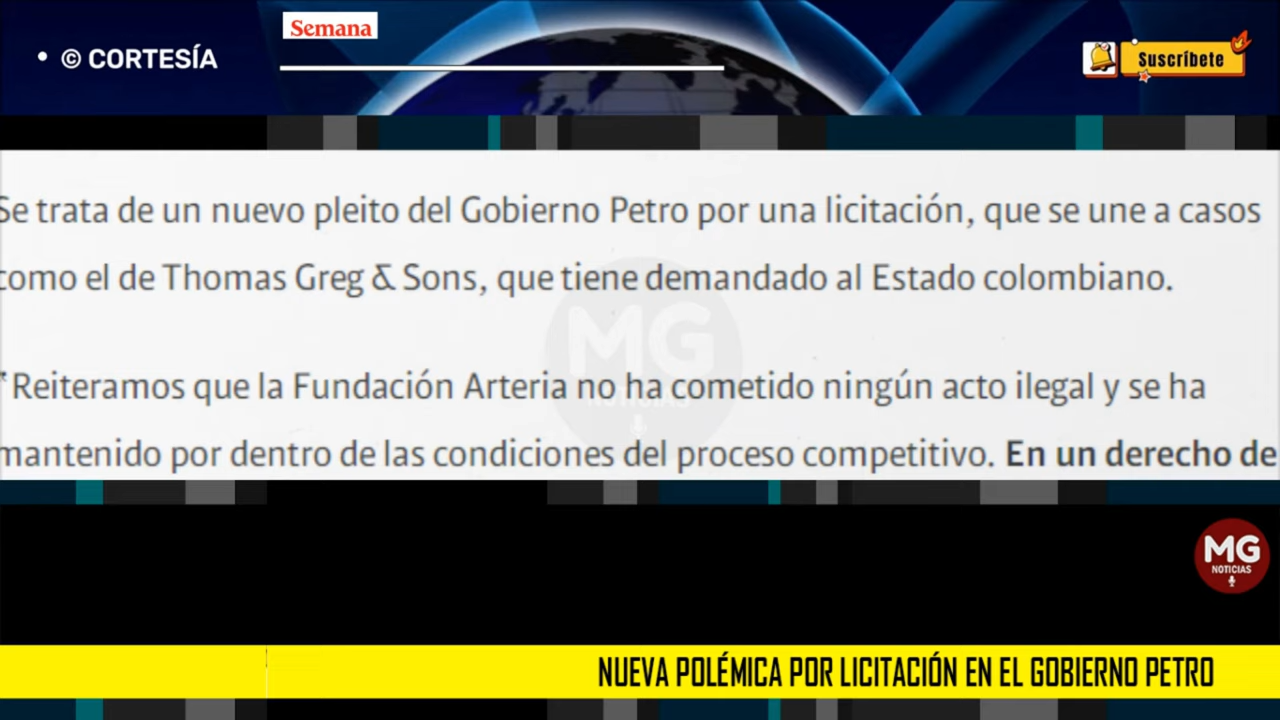 Semana
• © CORTESÍA
Suscríbete
Se trata de un nuevo pleito del Gobierno Petro por una licitación, que se une a casos
como el de Thomas Greg & Sons, que tiene demandado al Estado colombiano.
MG
NOTICIAS
“Reiteramos que la Fundación Arteria no ha cometido ningún acto ilegal y se ha
mantenido por dentro de las condiciones del proceso competitivo. En un derecho de
MG
NOTICIAS
NUEVA POLÉMICA POR LICITACIÓN EN EL GOBIERNO PETRO